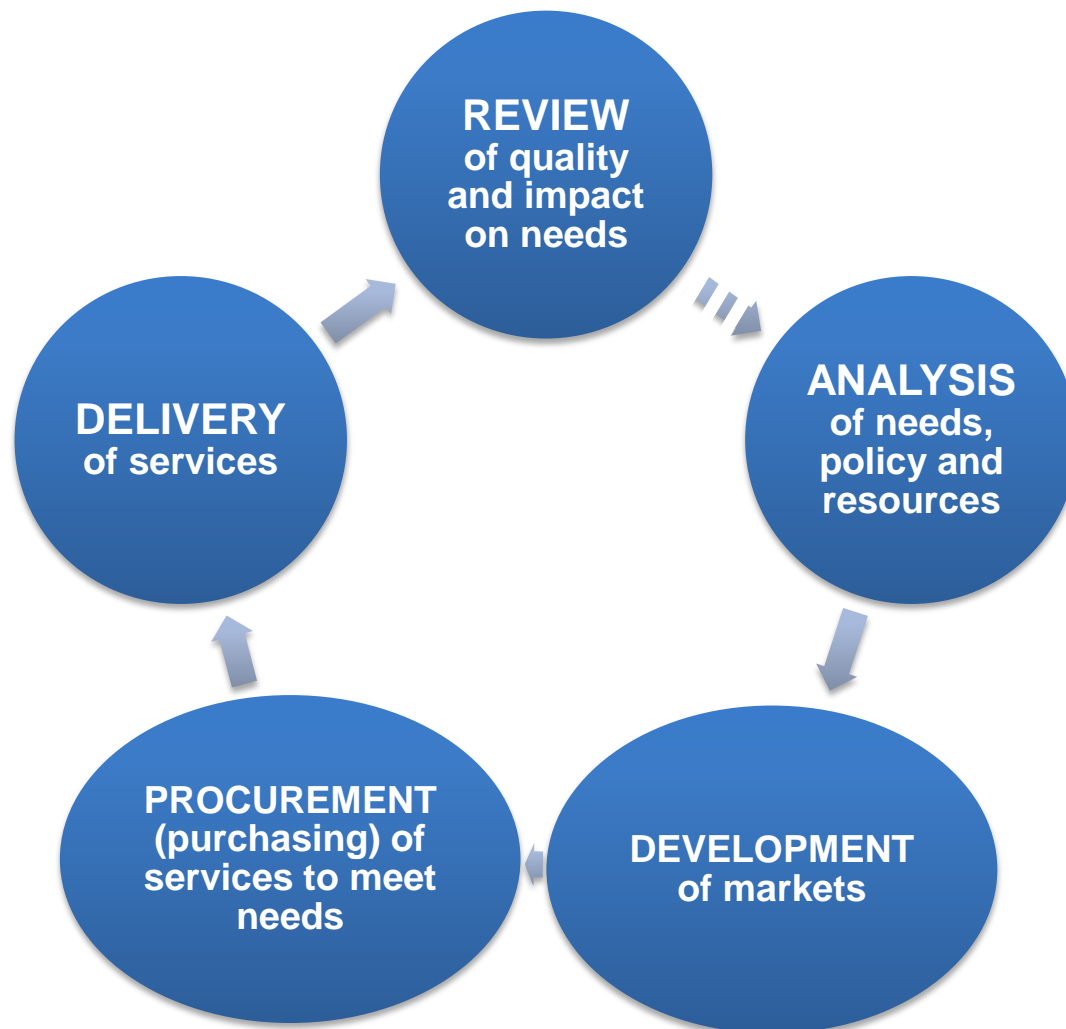 REVIEW
of quality
and impact
on needs
ANALYSIS
of needs,
policy and
resources
DEVELOPMENT
of markets
PROCUREMENT
(purchasing) of
services to meet
needs
DELIVERY
of services